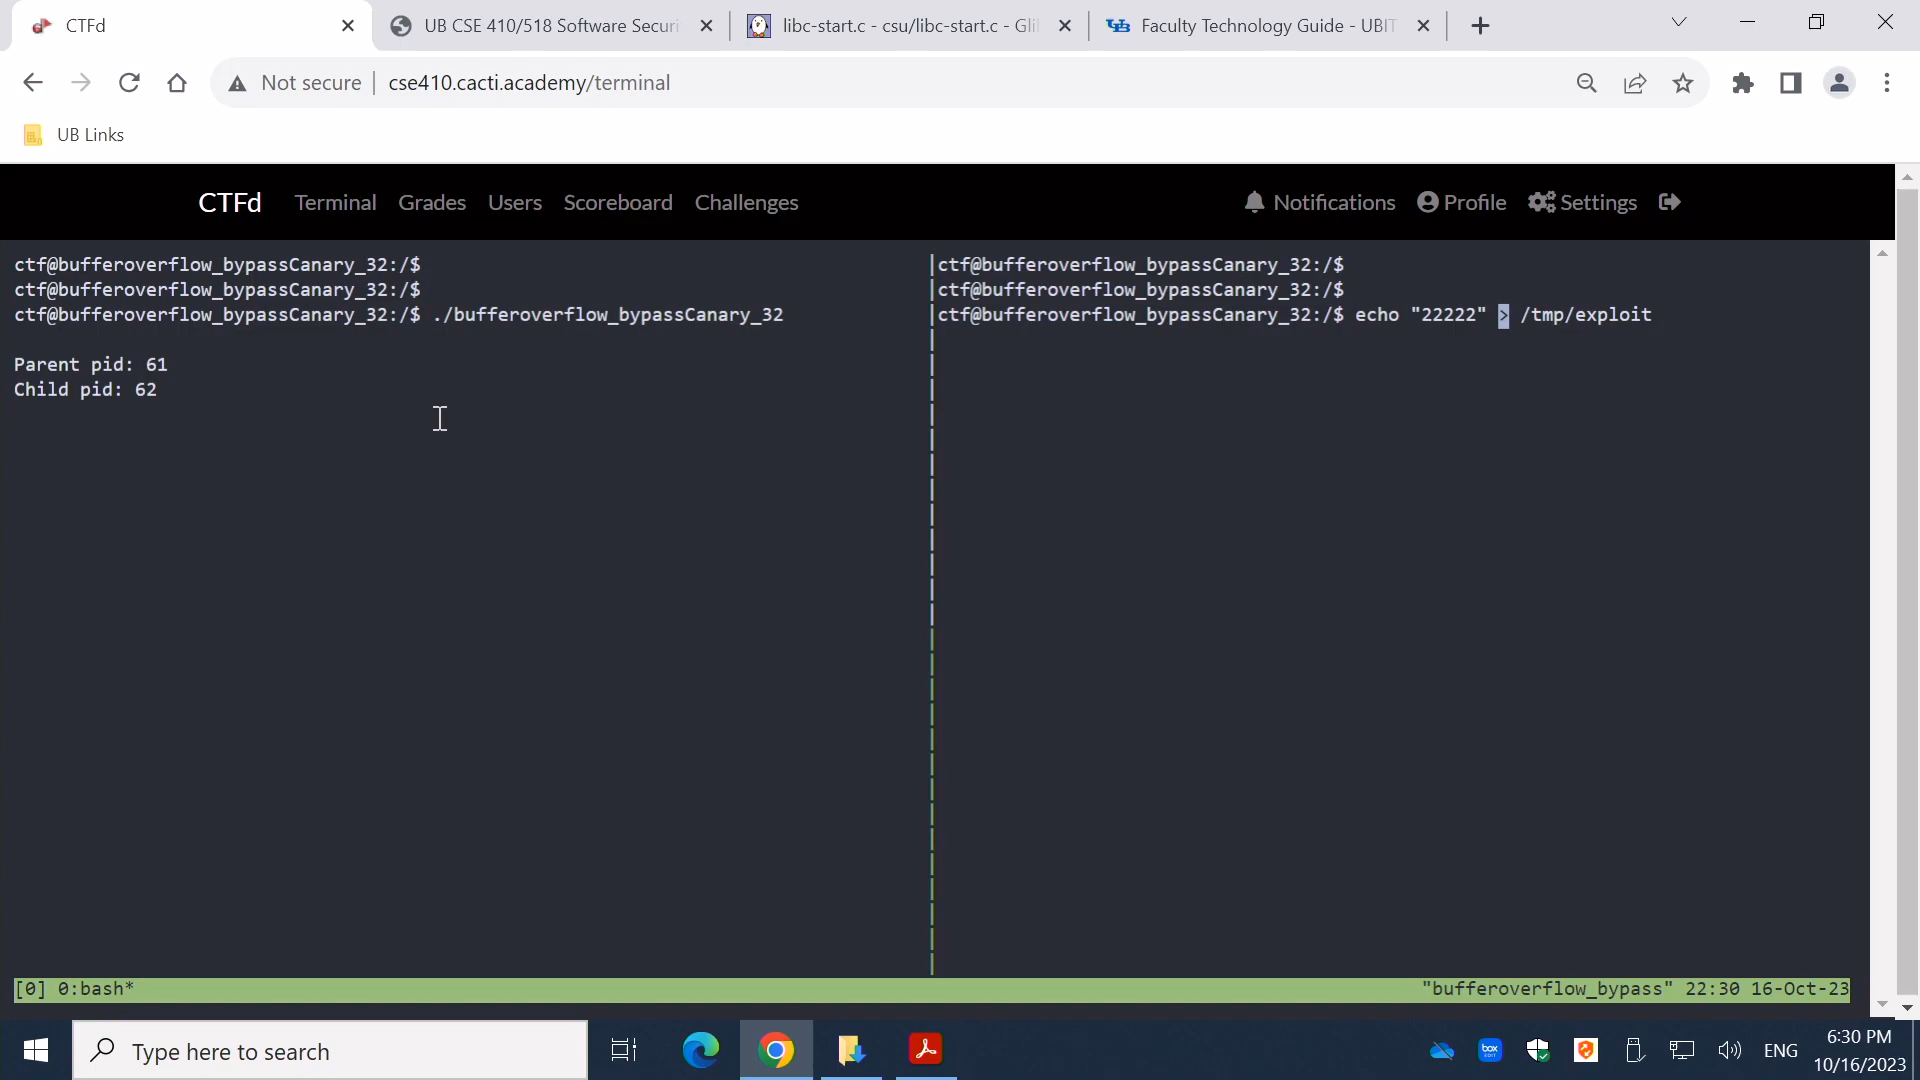 CTFd
UB CSE 410/518 Software Securi
libc-start.c - csu/libc-start.c - Gli
Faculty Technology Guide - UBIT
Not secure
cse410.cacti.academy/terminal
UB Links
CTFd Terminal Grades Users Scoreboard Challenges Notifications Profile Settings
ctf@bufferoverflow_bypassCanary_32:/$
ctf@bufferoverflow_bypassCanary_32:/$
ctf@bufferoverflow_bypassCanary_32:/$ ./bufferoverflow_bypassCanary_32
Parent pid: 61
Child pid: 62
ctf@bufferoverflow_bypassCanary_32:/$
ctf@bufferoverflow_bypassCanary_32:/$
ctf@bufferoverflow_bypassCanary_32:/$ echo "22222" > /tmp/exploit
[0] 0:bash*
"bufferoverflow_bypass" 22:30 16-Oct-23
Type here to search
box
EDIT
ENG
6:30 PM
10/16/2023